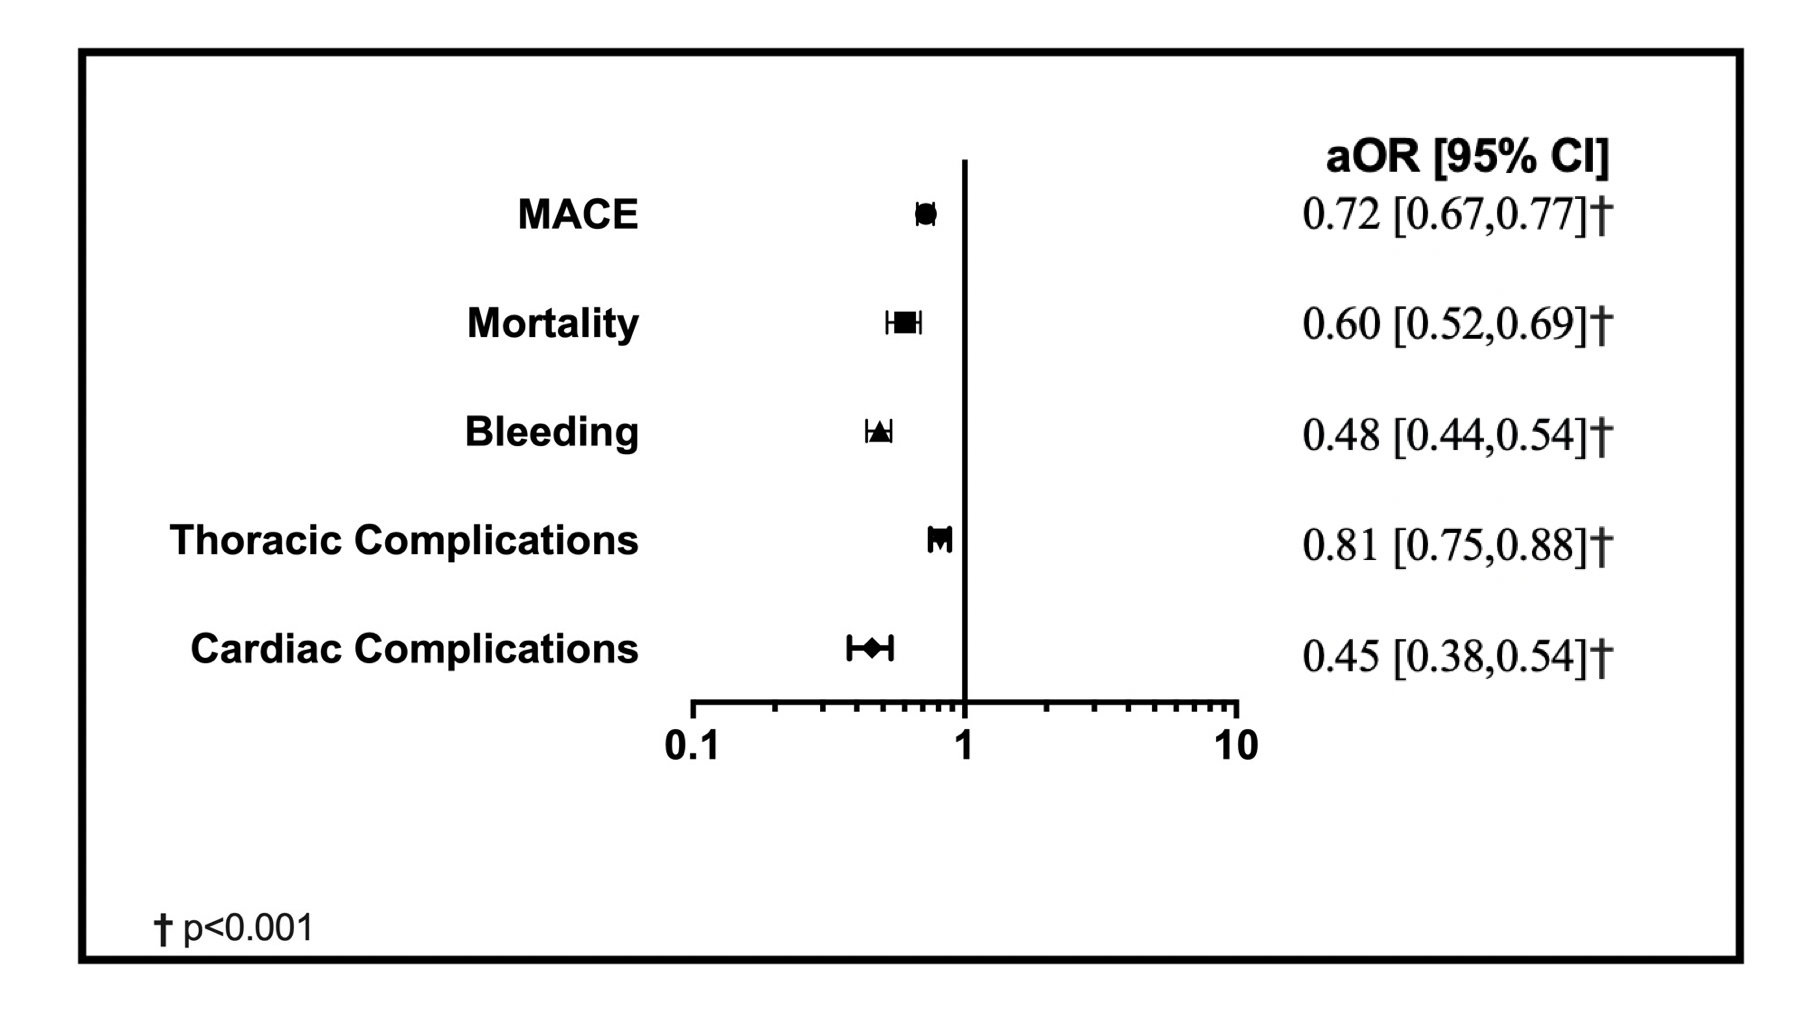 aOR [95% CI]
MACE 0.72 [0.67,0.77]†
Mortality 0.60 [0.52,0.69]†
Bleeding 0.48 [0.44,0.54]†
Thoracic Complications 0.81 [0.75,0.88]†
Cardiac Complications 0.45 [0.38,0.54]†
0.1 1 10
† p<0.001